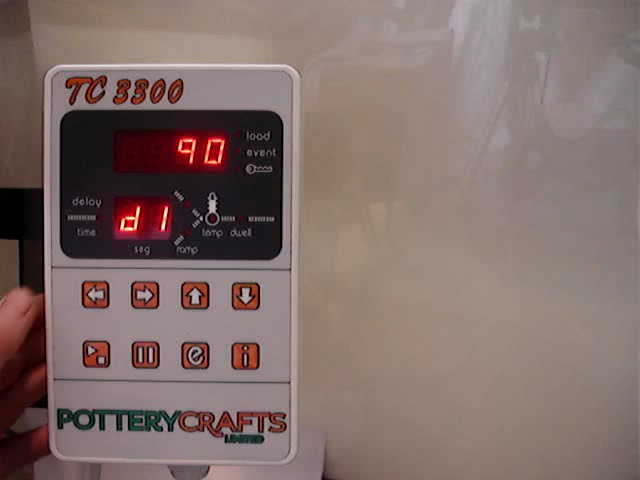 TC 3300
load
90
event
delay
d1
time
temp dwell
seg ramp
i
POTTERYCRAFTS
LIMITED